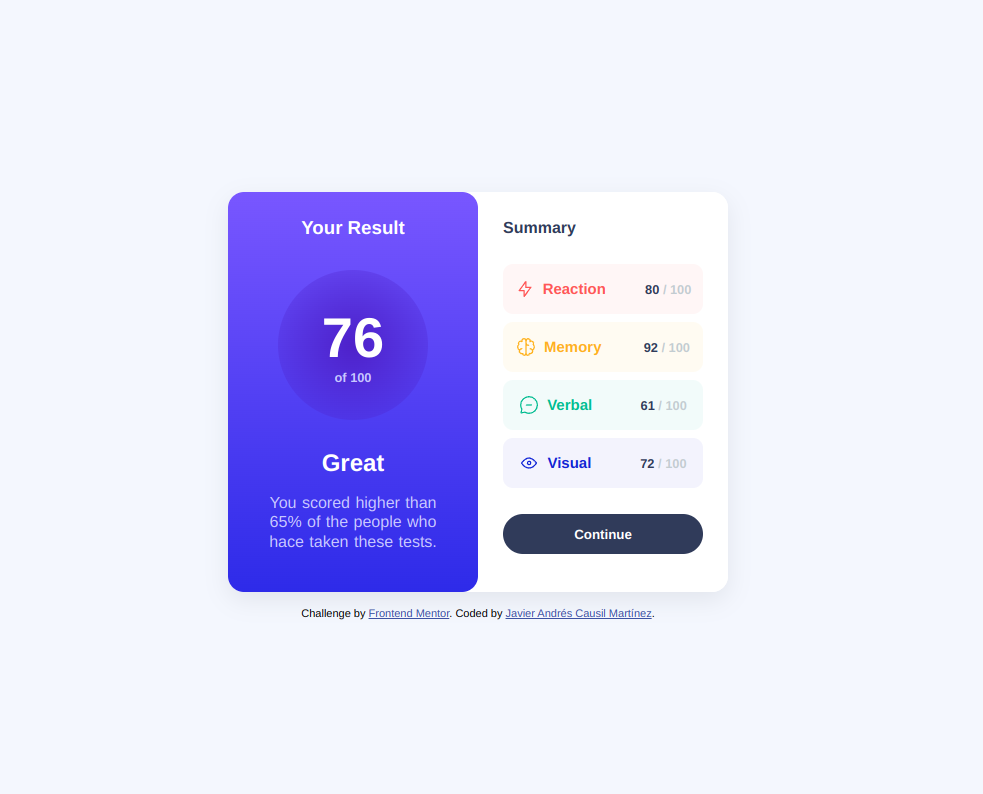 Your Result
76
of 100
Great
You scored higher than
65% of the people who
hace taken these tests.
Summary
Reaction 80 / 100
Memory 92 / 100
Verbal 61 / 100
Visual 72 / 100
Continue
Challenge by Frontend Mentor. Coded by Javier Andrés Causil Martínez.